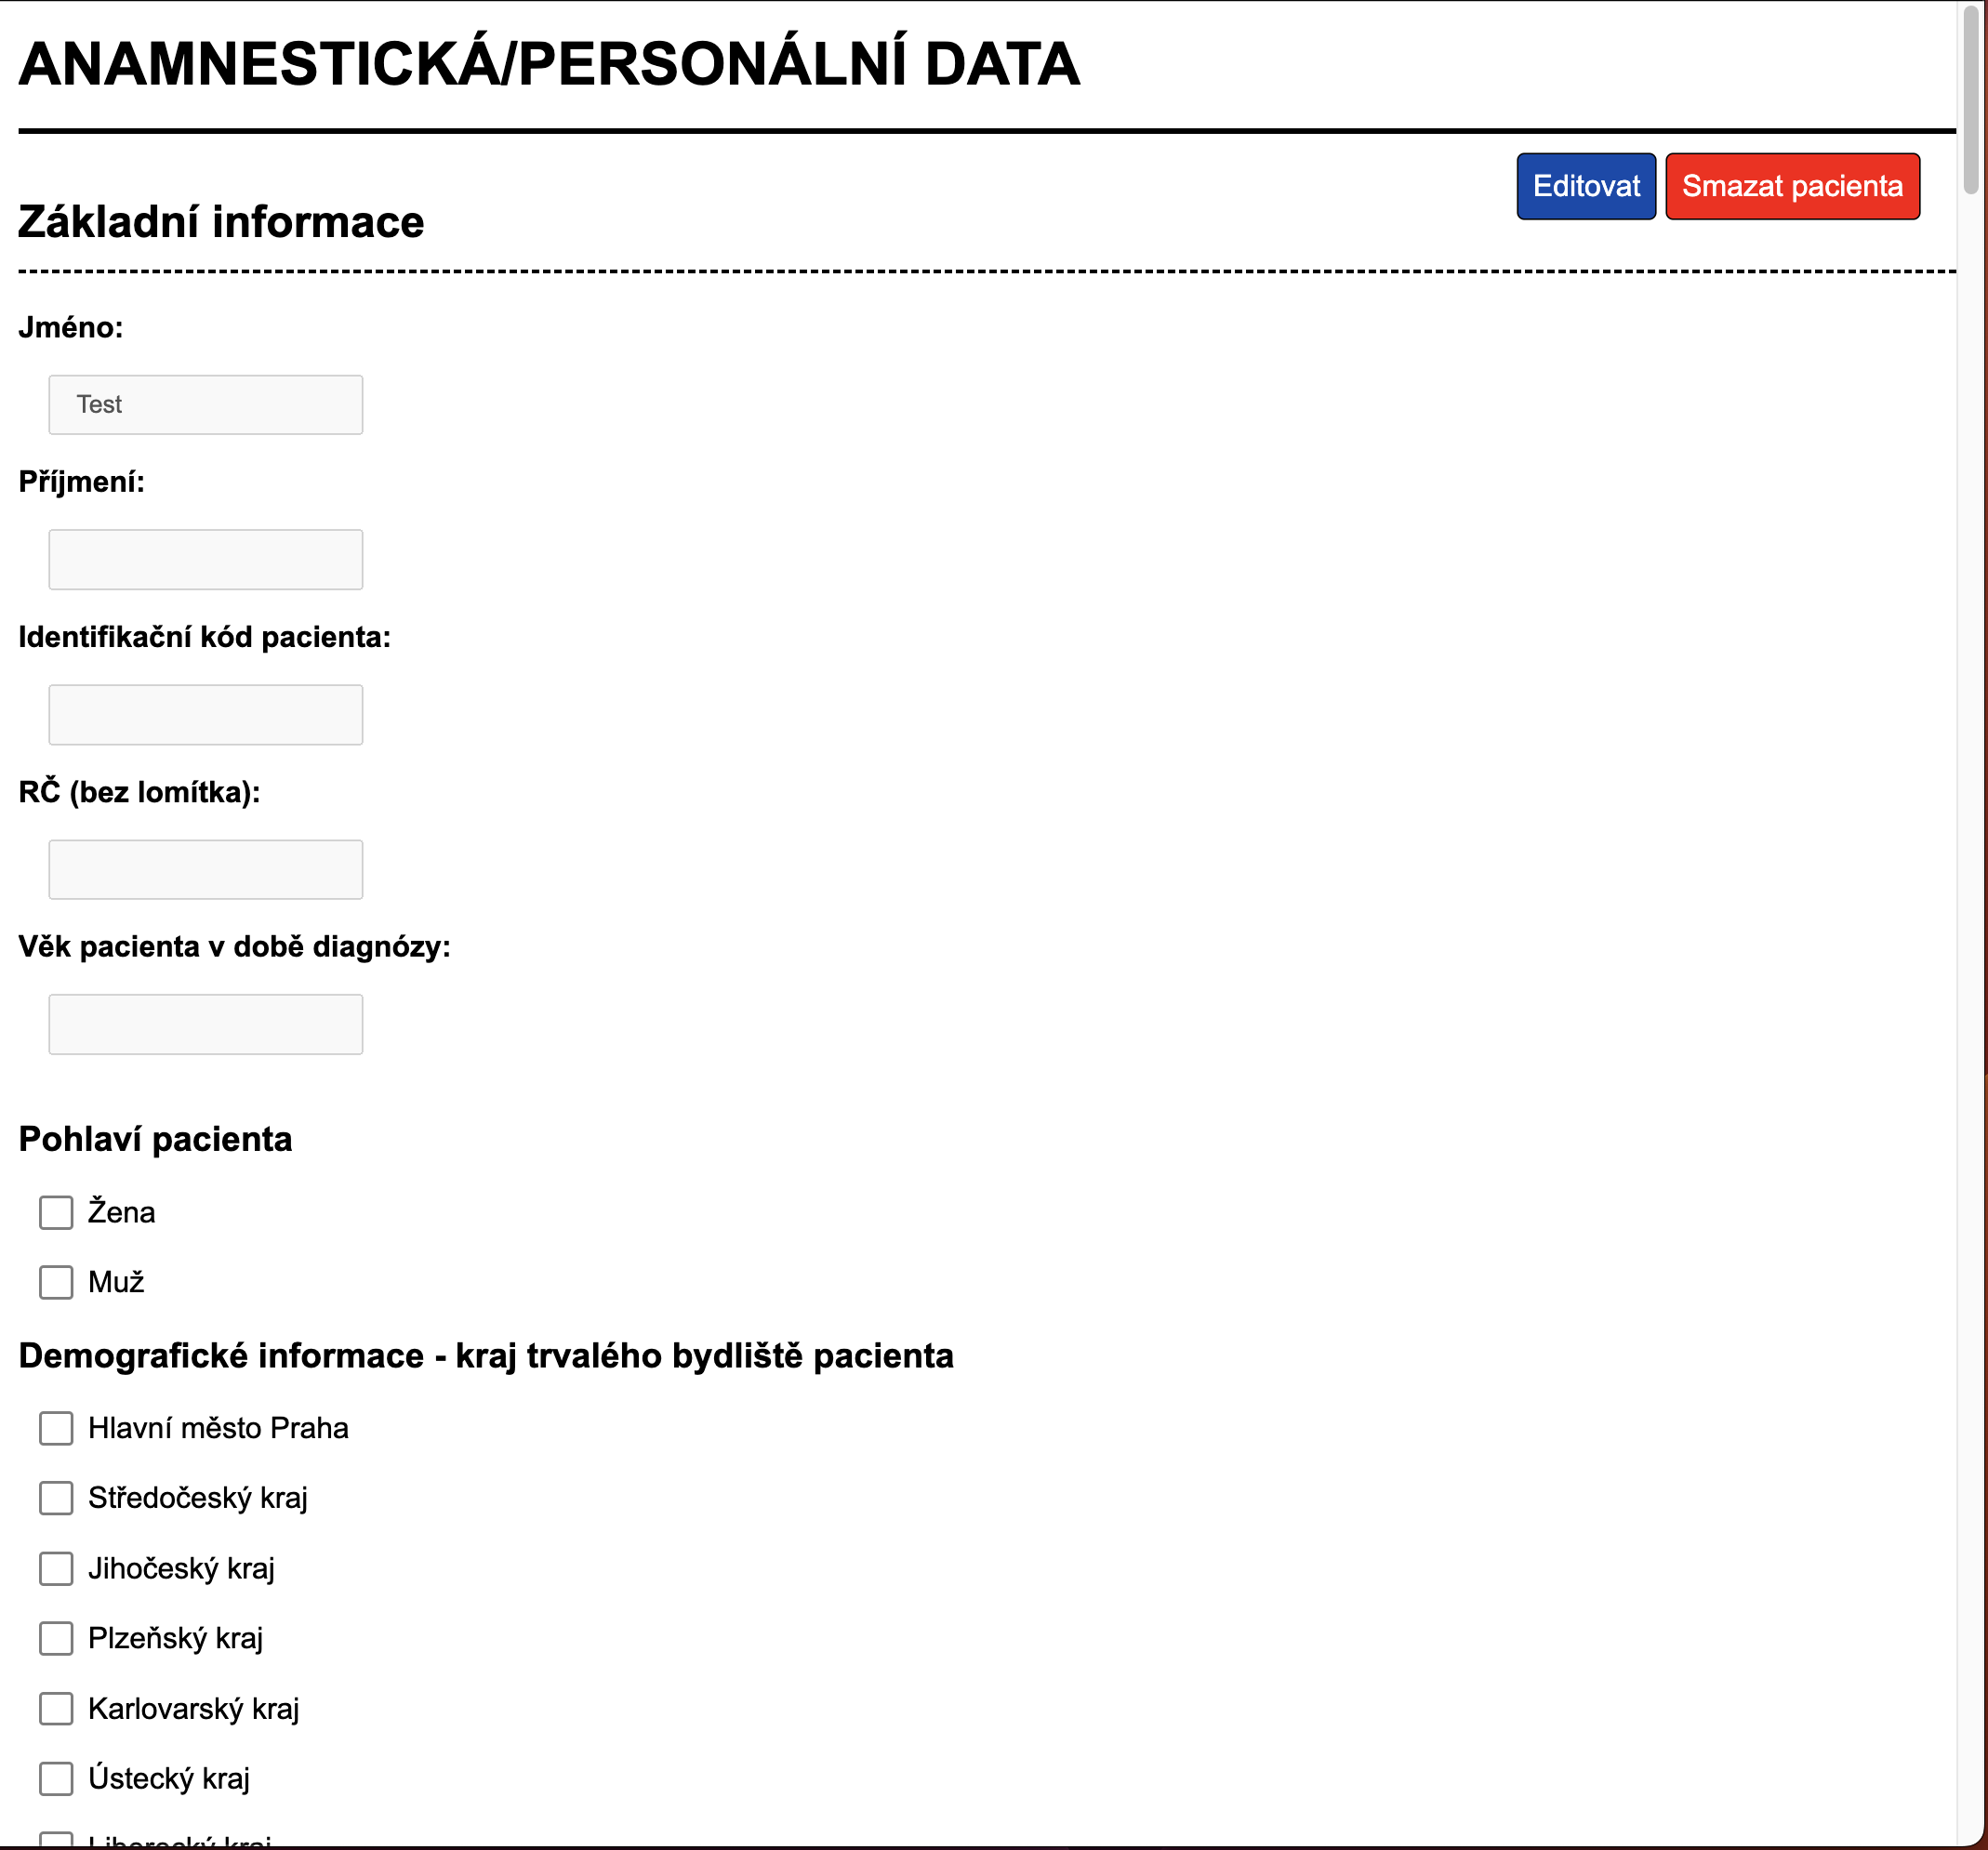 ANAMNESTICKÁ/PERSONÁLNÍ DATA
Editovat
Smazat pacienta
Základní informace
Jméno:
Test
Příjmení:
Identifikační kód pacienta:
RČ (bez lomítka):
Věk pacienta v době diagnózy:
Pohlaví pacienta
Žena
Muž
Demografické informace - kraj trvalého bydliště pacienta
Hlavní město Praha
Středočeský kraj
Jihočeský kraj
Plzeňský kraj
Karlovarský kraj
Ústecký kraj
Liberecký kraj